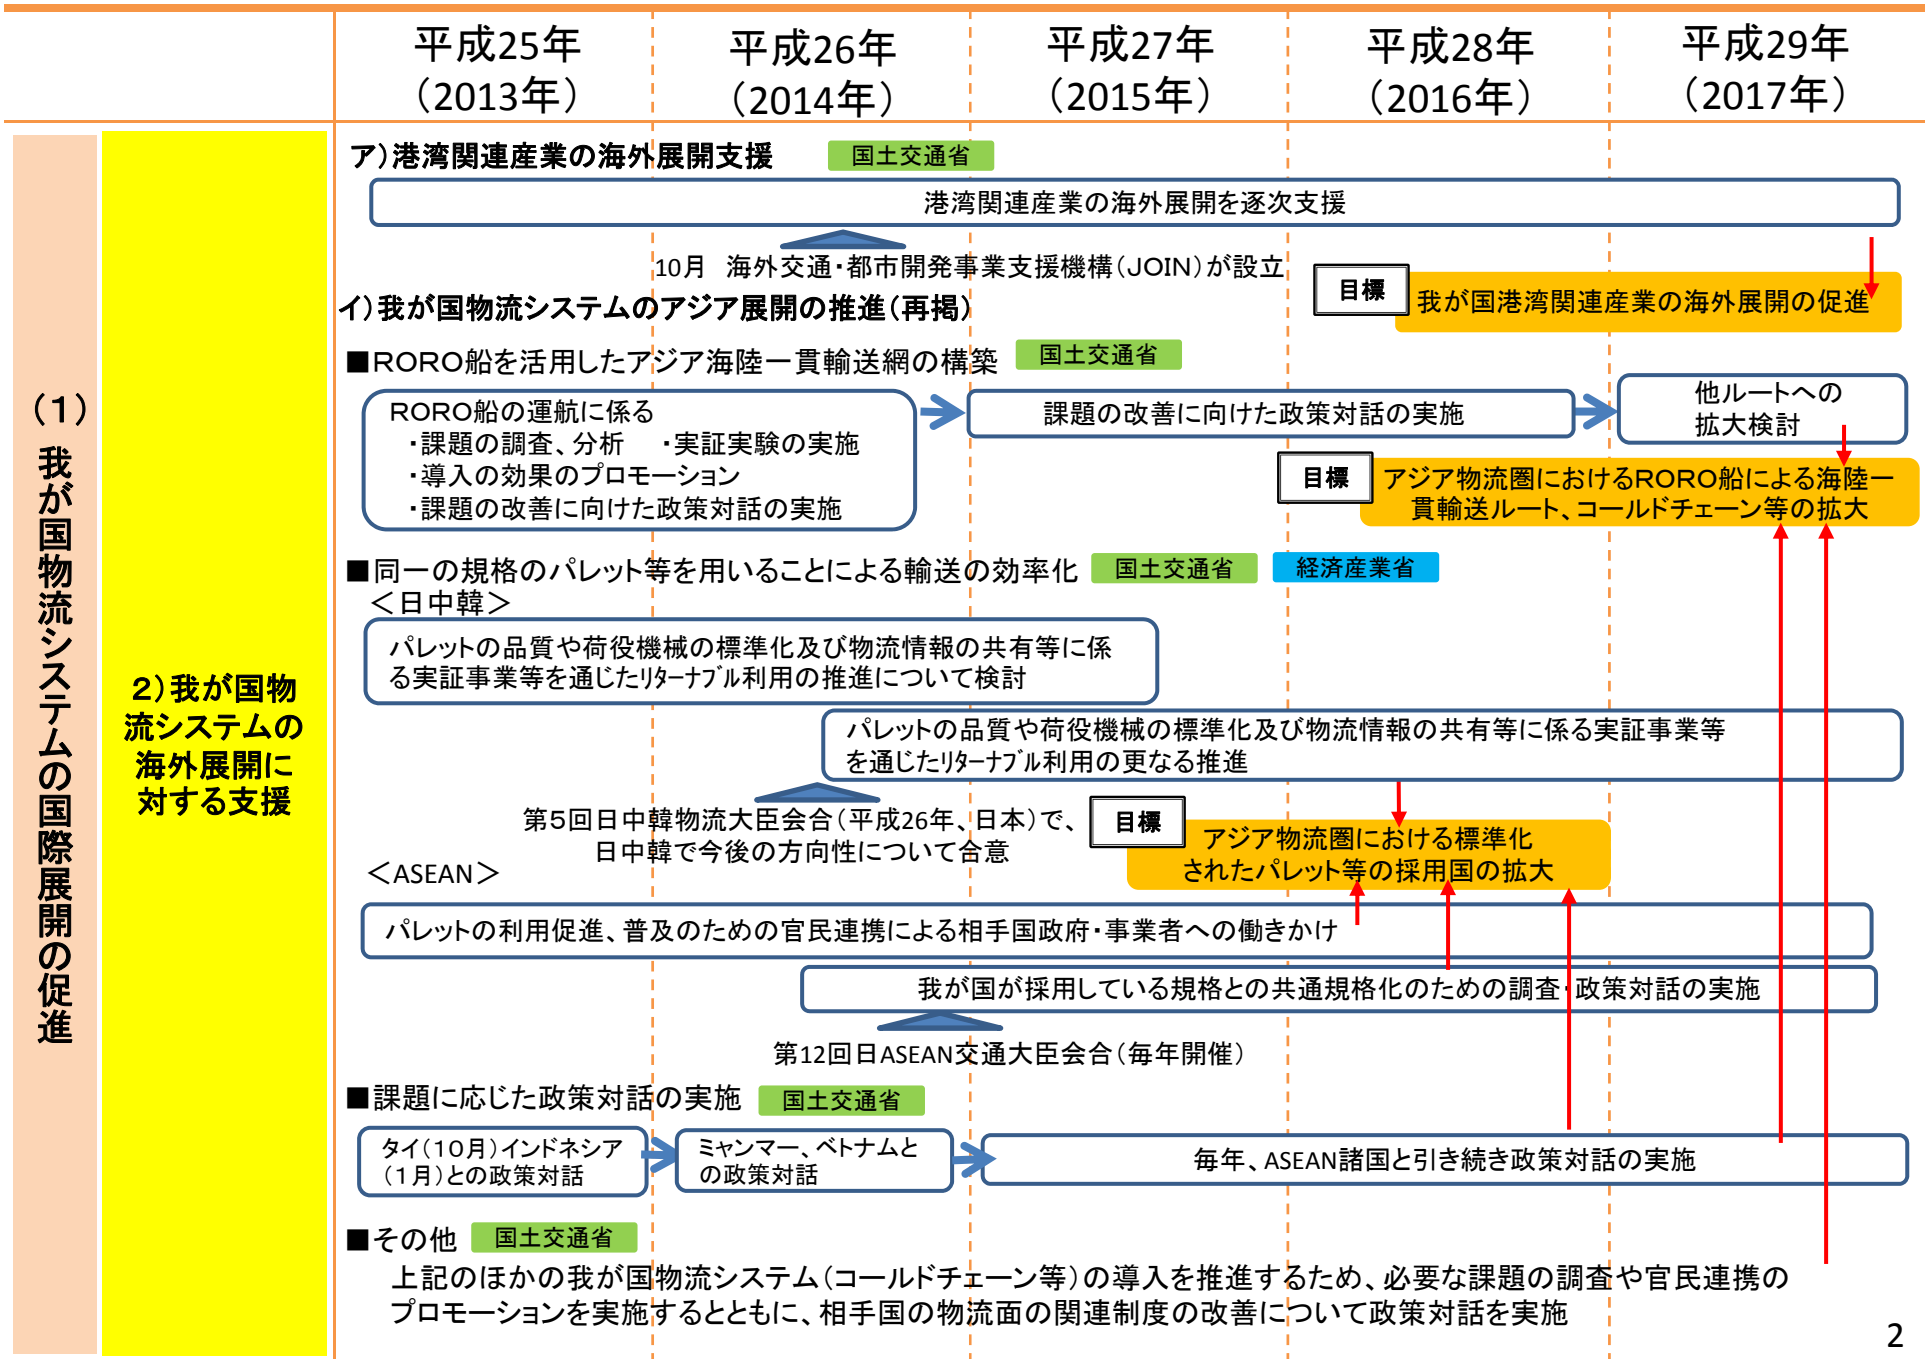 平成25年
（2013年）
平成26年
（2014年）
平成27年
（2015年）
平成28年
（2016年）
平成29年
（2017年）
（１） 我が国物流システムの国際展開の促進
２）我が国物
流システムの
海外展開に
対する支援
ア）港湾関連産業の海外展開支援
国土交通省
港湾関連産業の海外展開を逐次支援
10月　海外交通・都市開発事業支援機構（JOIN）が設立
目標
我が国港湾関連産業の海外展開の促進
イ）我が国物流システムのアジア展開の推進（再掲）
■RORO船を活用したアジア海陸一貫輸送網の構築
国土交通省
RORO船の運航に係る
・課題の調査、分析　・実証実験の実施
・導入の効果のプロモーション
・課題の改善に向けた政策対話の実施
課題の改善に向けた政策対話の実施
他ルートへの
拡大検討
目標
アジア物流圏におけるRORO船による海陸一
貫輸送ルート、コールドチェーン等の拡大
■同一の規格のパレット等を用いることによる輸送の効率化
国土交通省
経済産業省
＜日中韓＞
パレットの品質や荷役機械の標準化及び物流情報の共有等に係
る実証事業等を通じたﾘﾀｰﾅﾌﾞﾙ利用の推進について検討
パレットの品質や荷役機械の標準化及び物流情報の共有等に係る実証事業等
を通じたﾘﾀｰﾅﾌﾞﾙ利用の更なる推進
第５回日中韓物流大臣会合（平成26年、日本）で、
日中韓で今後の方向性について合意
目標
アジア物流圏における標準化
されたパレット等の採用国の拡大
＜ASEAN＞
パレットの利用促進、普及のための官民連携による相手国政府・事業者への働きかけ
我が国が採用している規格との共通規格化のための調査・政策対話の実施
第12回日ASEAN交通大臣会合（毎年開催）
■課題に応じた政策対話の実施
国土交通省
タイ（１０月）インドネシア
（１月）との政策対話
ミャンマー、ベトナムと
の政策対話
毎年、ASEAN諸国と引き続き政策対話の実施
■その他
国土交通省
上記のほかの我が国物流システム（コールドチェーン等）の導入を推進するため、必要な課題の調査や官民連携の
プロモーションを実施するとともに、相手国の物流面の関連制度の改善について政策対話を実施
2